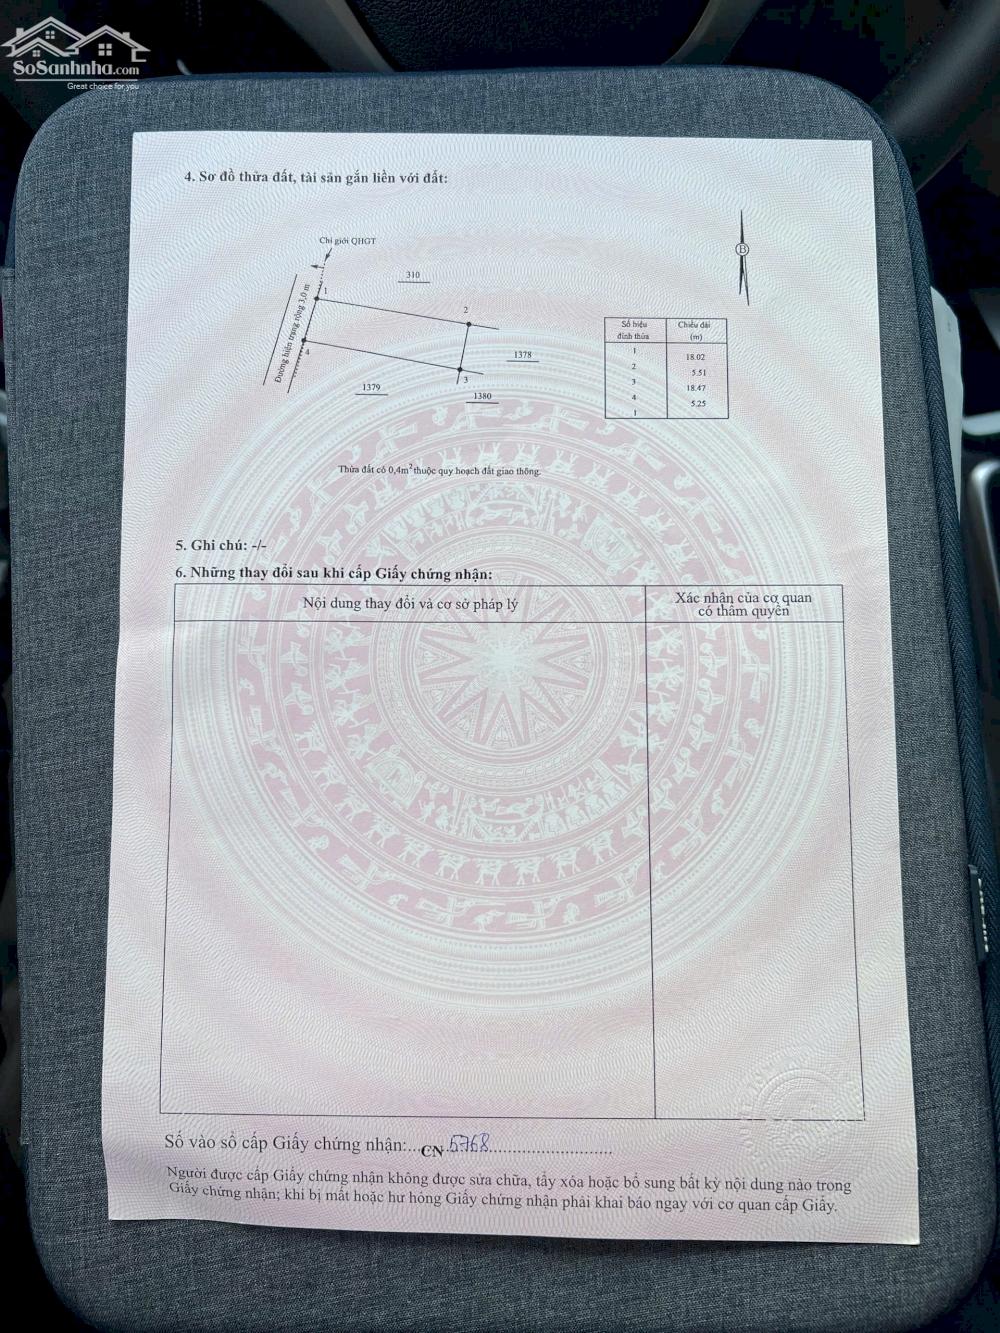 SoSanhnha.com
Great choice for you
4. Sơ đồ thửa đất, tài sản gắn liền với đất:
Chỉ giới QHGT
310
B
Đường hiện trạng rộng 3,0 m
1
2
4
3
1378
1379
1380
Số hiệu đỉnh thửa
Chiều dài (m)
1
18.02
2
5.51
3
18.47
4
5.25
1
Thửa đất có 0,4m² thuộc quy hoạch đất giao thông.
5. Ghi chú: -/-
6. Những thay đổi sau khi cấp Giấy chứng nhận:
Nội dung thay đổi và cơ sở pháp lý
Xác nhận của cơ quan
có thẩm quyền
Số vào sổ cấp Giấy chứng nhận:...CN 5768..........................
Người được cấp Giấy chứng nhận không được sửa chữa, tẩy xóa hoặc bổ sung bất kỳ nội dung nào trong
Giấy chứng nhận; khi bị mất hoặc hư hỏng Giấy chứng nhận phải khai báo ngay với cơ quan cấp Giấy.